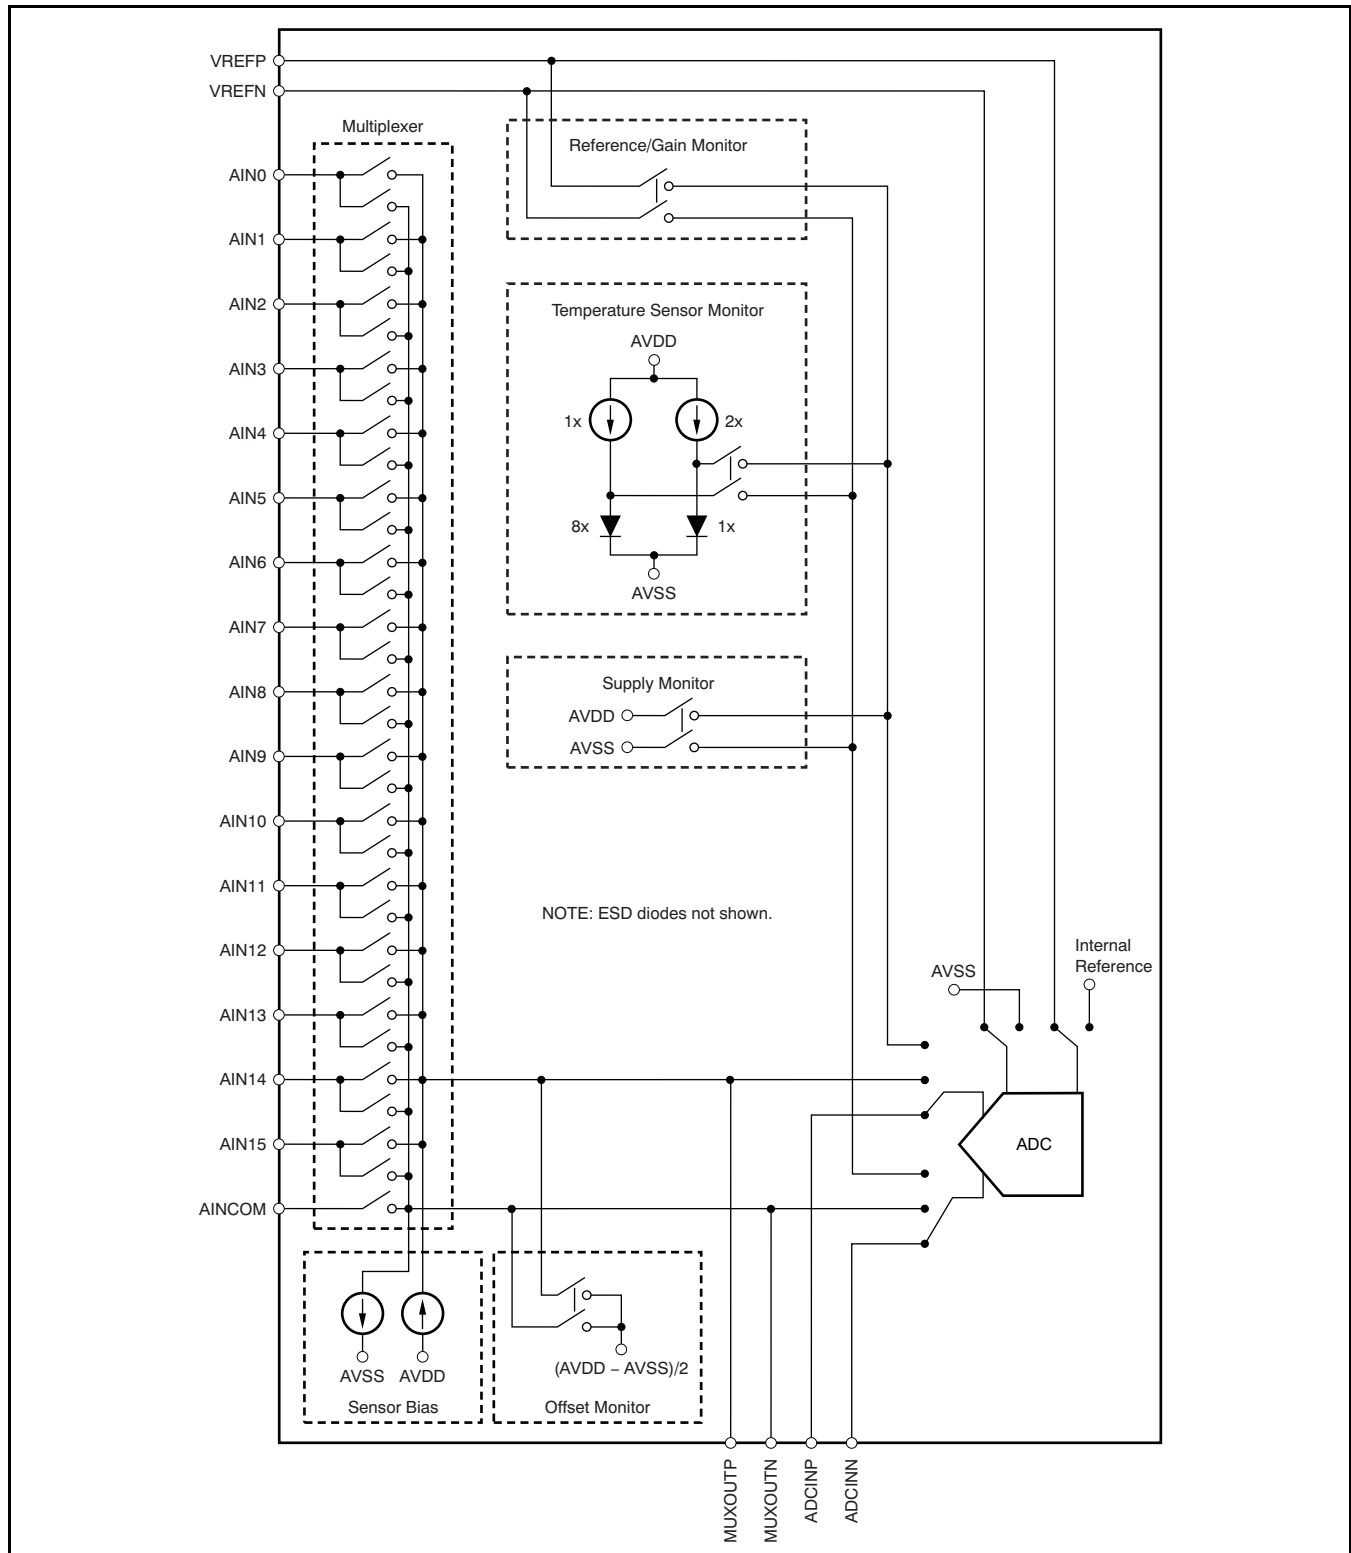 VREFP
VREFN
Multiplexer
Reference/Gain Monitor
AIN0
AIN1
AIN2
AIN3
AIN4
AIN5
AIN6
AIN7
AIN8
AIN9
AIN10
AIN11
AIN12
AIN13
AIN14
AIN15
AINCOM
Temperature Sensor Monitor
AVDD
1x
2x
8x
1x
AVSS
Supply Monitor
AVDD
AVSS
NOTE: ESD diodes not shown.
Internal
Reference
AVSS
ADC
AVSS
AVDD
Sensor Bias
(AVDD – AVSS)/2
Offset Monitor
MUXOUTP
MUXOUTN
ADCINP
ADCINN